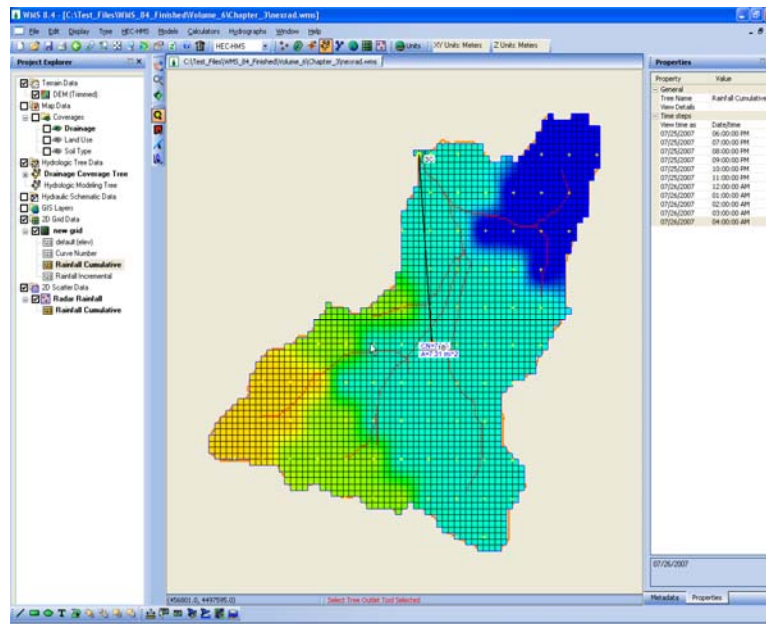 WMS 8.4 - [C:\Test_Files\WMS_84_Finished\Volume_6\Chapter_3\nexrad.wms]
File Edit Display Type HEC-HMS Models Calculators Hydrographs Window Help
HEC-HMS Units XY Units: Meters Z Units: Meters
Project Explorer
C:\Test_Files\WMS_84_Finished\Volume_6\Chapter_3\nexrad.wms
Terrain Data
DEM (Trimmed)
Map Data
Coverages
Drainage
Land Use
Soil Type
Hydrologic Tree Data
Drainage Coverage Tree
Hydrologic Modeling Tree
Hydraulic Schematic Data
GIS Layers
2D Grid Data
new grid
default (elev)
Curve Number
Rainfall Cumulative
Rainfall Incremental
2D Scatter Data
Radar Rainfall
Rainfall Cumulative
Properties
Property Value
General
Tree Name Rainfall Cumulative
View Details
Time steps
View time as Date/time
07/25/2007 06:00:00 PM
07/25/2007 07:00:00 PM
07/25/2007 08:00:00 PM
07/25/2007 09:00:00 PM
07/25/2007 10:00:00 PM
07/25/2007 11:00:00 PM
07/26/2007 12:00:00 AM
07/26/2007 01:00:00 AM
07/26/2007 02:00:00 AM
07/26/2007 03:00:00 AM
07/26/2007 04:00:00 AM
07/26/2007
Metadata Properties
(456801.0, 4497595.0) Select Tree Outlet Tool Selected